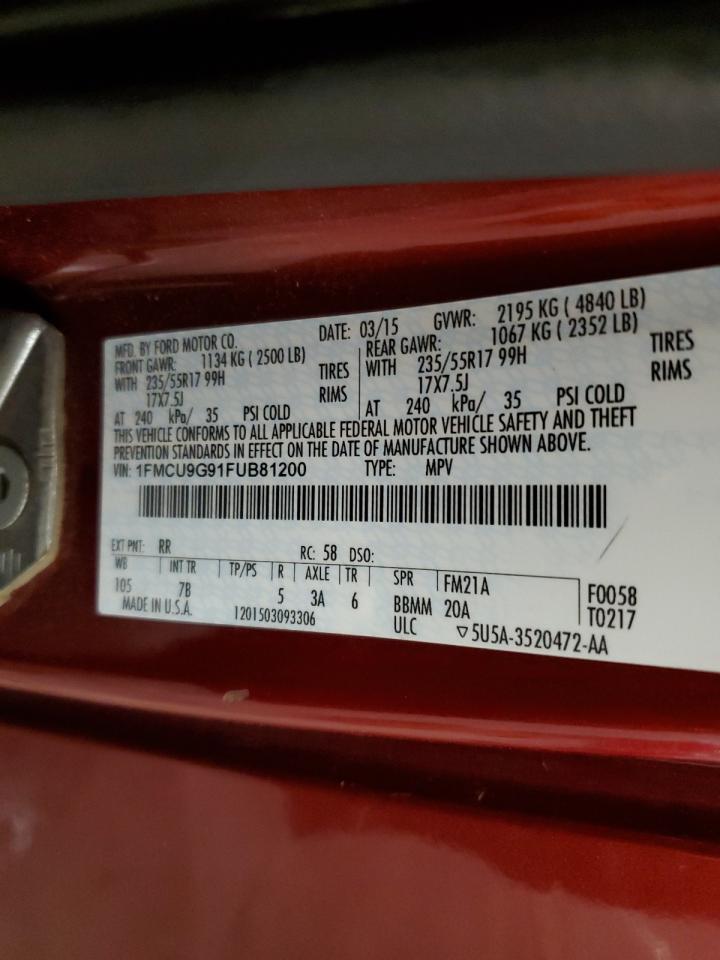 MFD. BY FORD MOTOR CO. DATE: 03/15 GVWR: 2195 KG ( 4840 LB)
FRONT GAWR: 1134 KG ( 2500 LB) REAR GAWR: 1067 KG ( 2352 LB)
WITH 235/55R17 99H TIRES WITH 235/55R17 99H TIRES
17X7.5J RIMS 17X7.5J RIMS
AT 240 kPa/ 35 PSI COLD AT 240 kPa/ 35 PSI COLD
THIS VEHICLE CONFORMS TO ALL APPLICABLE FEDERAL MOTOR VEHICLE SAFETY AND THEFT
PREVENTION STANDARDS IN EFFECT ON THE DATE OF MANUFACTURE SHOWN ABOVE.
VIN: 1FMCU9G91FUB81200 TYPE: MPV
EXT PNT: RR RC: 58 DSO:
WB INT TR TP/PS R AXLE TR SPR FM21A F0058
105 7B 5 3A 6 BBMM 20A T0217
MADE IN U.S.A. 1201503093306 ULC ▽5U5A-3520472-AA